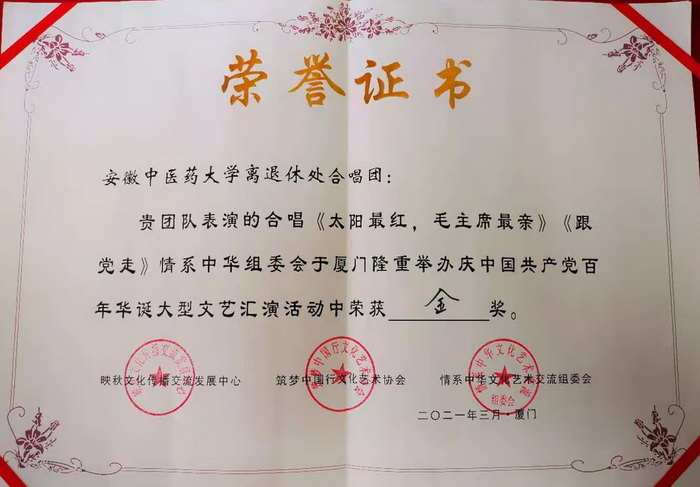 荣誉证书
安徽中医药大学离退休处合唱团：
贵团队表演的合唱《太阳最红，毛主席最亲》《跟
党走》情系中华组委会于厦门隆重举办庆中国共产党百
年华诞大型文艺汇演活动中荣获 金 奖。
映秋文化传播交流发展中心 筑梦中国行文化艺术协会 情系中华文化艺术交流组委会
组委会
二〇二一年三月·厦门